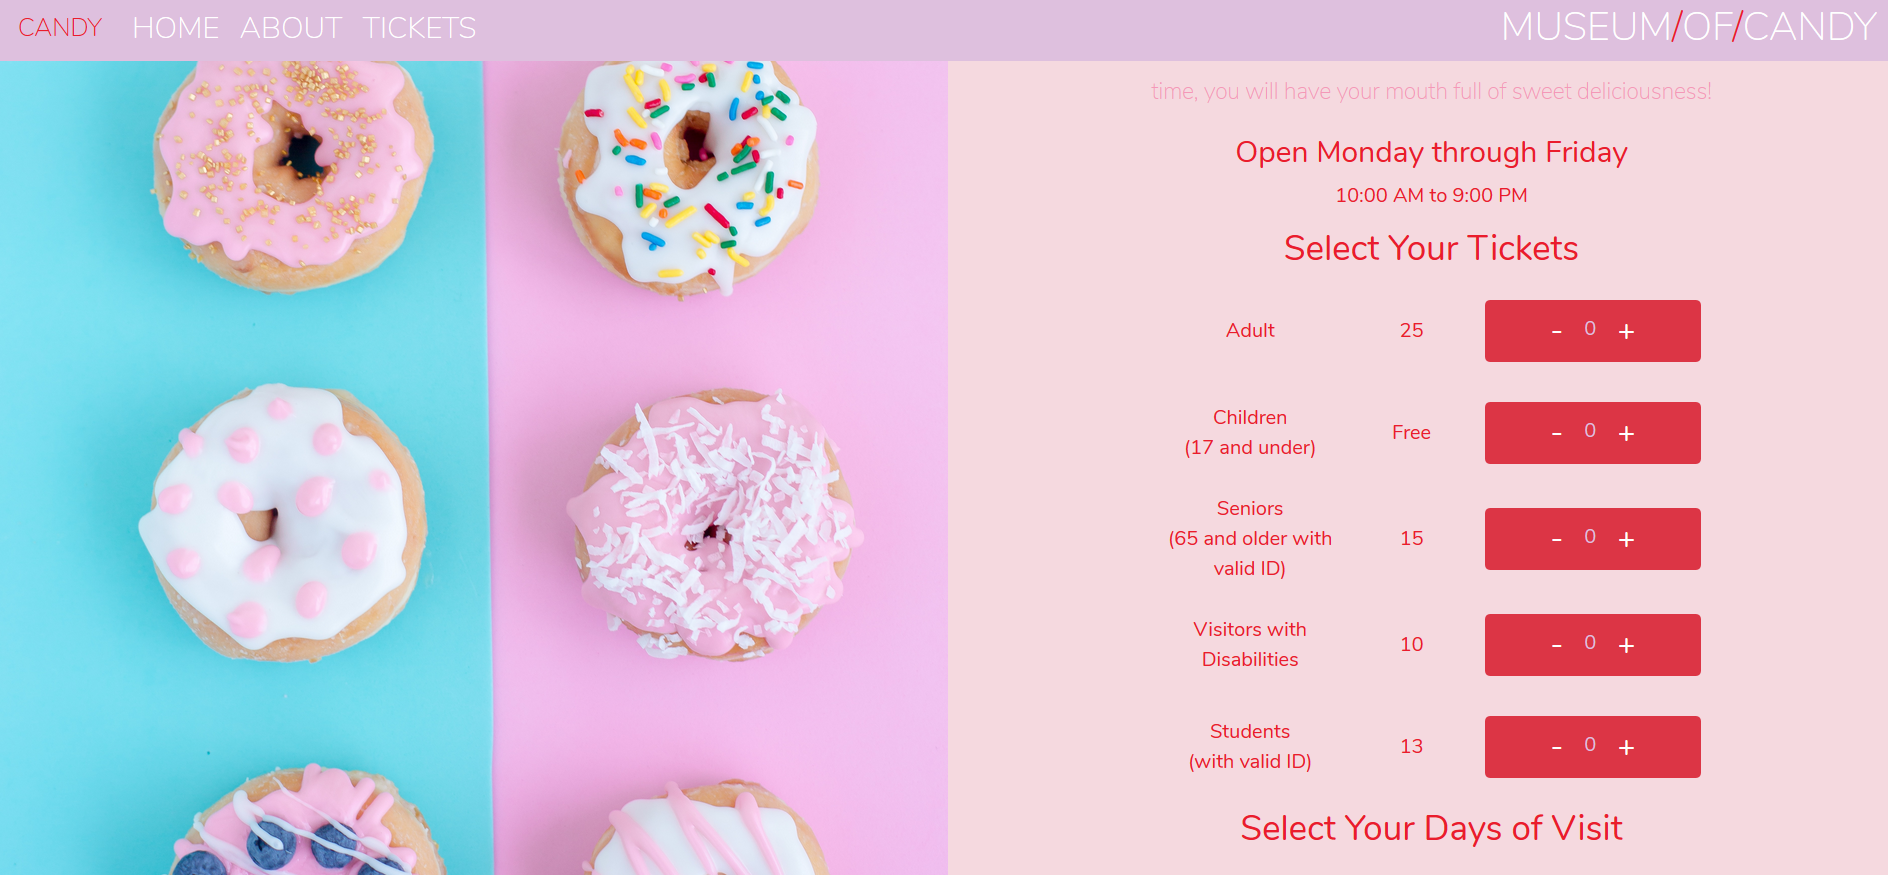 CANDY HOME ABOUT TICKETS
MUSEUM/OF/CANDY
time, you will have your mouth full of sweet deliciousness!
Open Monday through Friday
10:00 AM to 9:00 PM
Select Your Tickets
Adult 25 - 0 +
Children
(17 and under) Free - 0 +
Seniors
(65 and older with
valid ID) 15 - 0 +
Visitors with
Disabilities 10 - 0 +
Students
(with valid ID) 13 - 0 +
Select Your Days of Visit